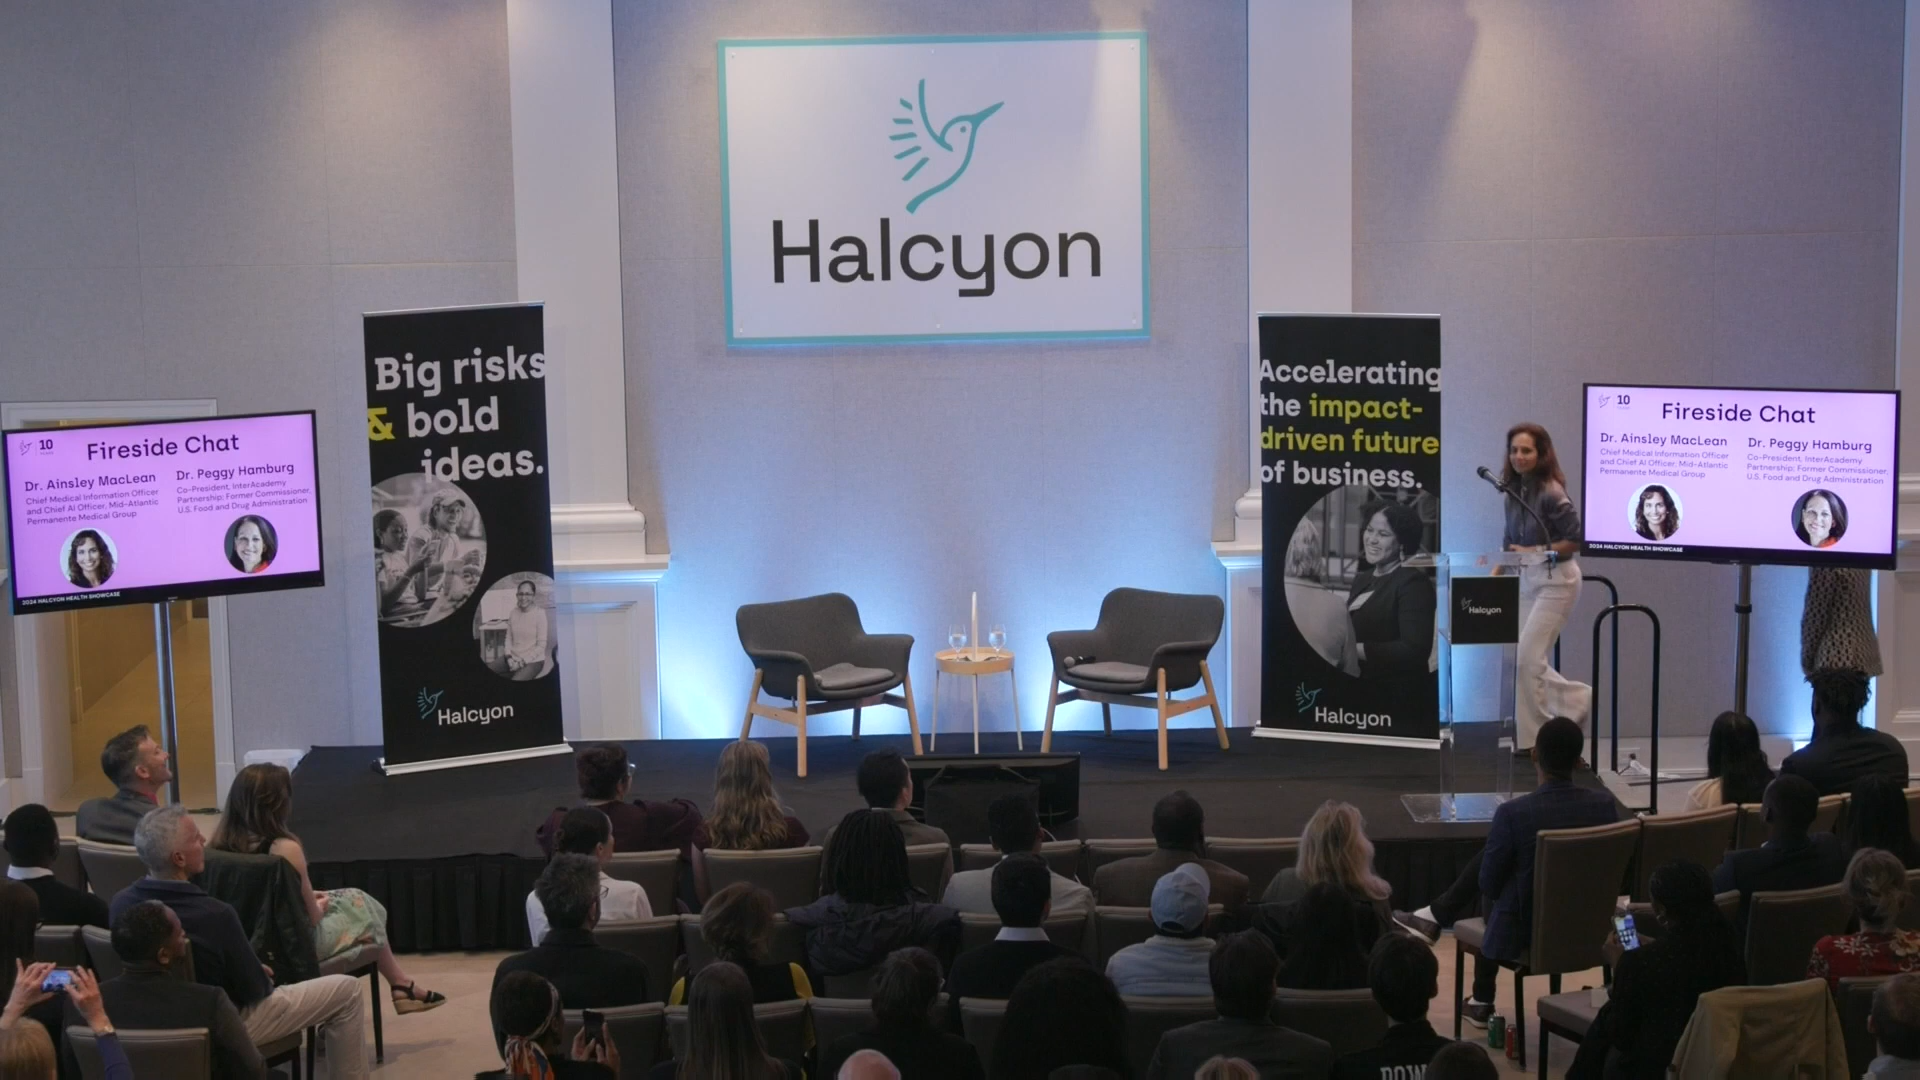 Halcyon
Big risks
& bold
ideas.
Halcyon
Accelerating
the impact-
driven future
of business.
Halcyon
Halcyon
10
Fireside Chat
Dr. Ainsley MacLean
Chief Medical Information Officer
and Chief AI Officer, Mid-Atlantic
Permanente Medical Group
Dr. Peggy Hamburg
Co-President, InterAcademy
Partnership; Former Commissioner,
U.S. Food and Drug Administration
2024 HALCYON HEALTH SHOWCASE
10
Fireside Chat
Dr. Ainsley MacLean
Chief Medical Information Officer
and Chief AI Officer, Mid-Atlantic
Permanente Medical Group
Dr. Peggy Hamburg
Co-President, InterAcademy
Partnership; Former Commissioner,
U.S. Food and Drug Administration
2024 HALCYON HEALTH SHOWCASE